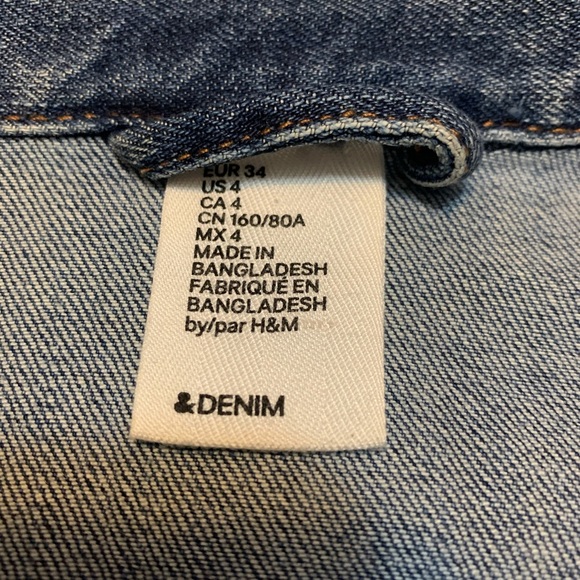 EUR 34
US 4
CA 4
CN 160/80A
MX 4
MADE IN
BANGLADESH
FABRIQUÉ EN
BANGLADESH
by/par H&M
&DENIM